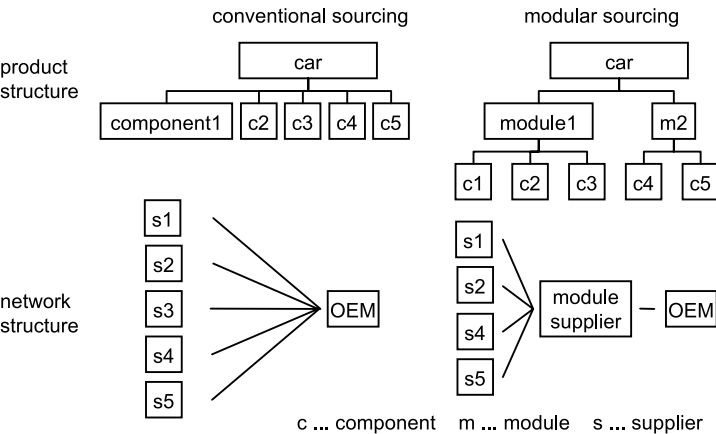 conventional sourcing
modular sourcing
product
structure
car
component1 c2 c3 c4 c5
car
module1 m2
c1 c2 c3 c4 c5
network
structure
s1
s2
s3
s4
s5
OEM
s1
s2
s4
s5
module
supplier
OEM
c ... component m ... module s ... supplier